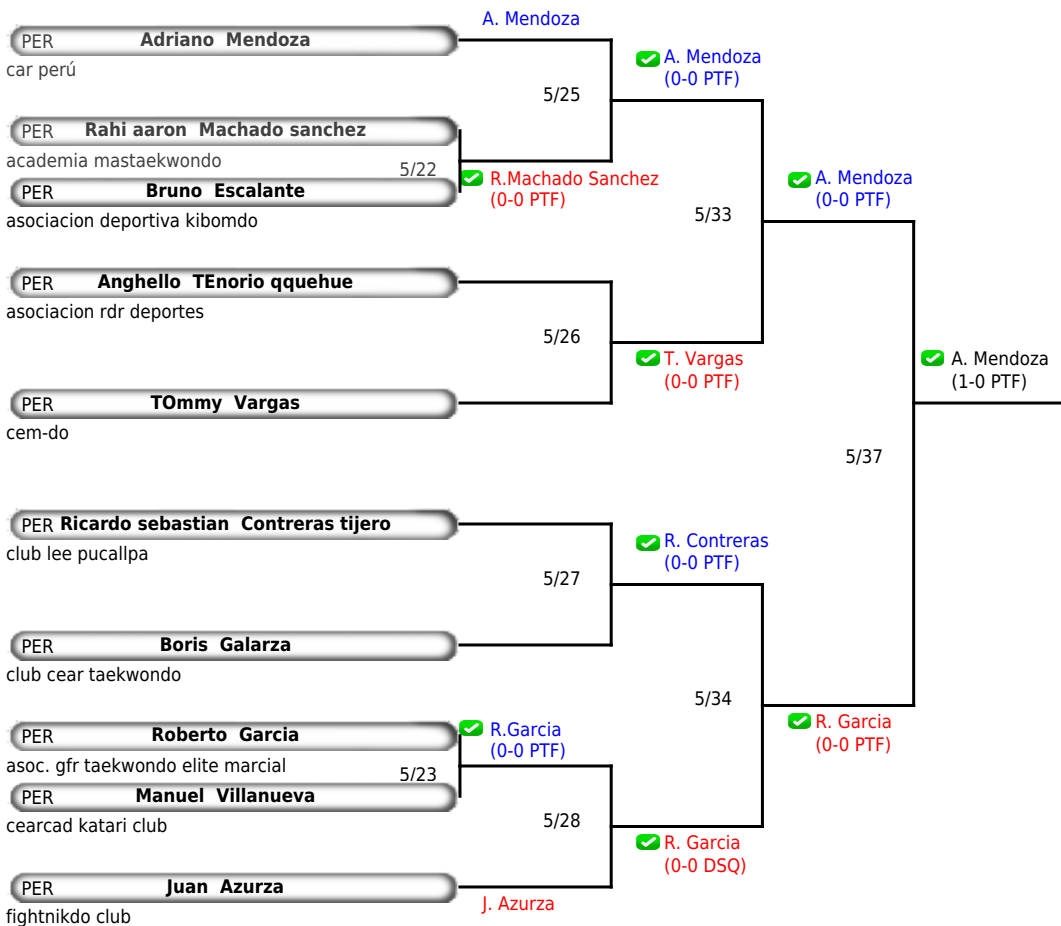 A. Mendoza
PER Adriano Mendoza
car perú
A. Mendoza
(0-0 PTF)
5/25
PER Rahi aaron Machado sanchez
academia mastaekwondo
5/22
R.Machado Sanchez
(0-0 PTF)
A. Mendoza
(0-0 PTF)
PER Bruno Escalante
asociacion deportiva kibomdo
5/33
PER Anghello TEnorio qquehue
asociacion rdr deportes
5/26
T. Vargas
(0-0 PTF)
A. Mendoza
(1-0 PTF)
PER TOmmy Vargas
cem-do
5/37
PER Ricardo sebastian Contreras tijero
club lee pucallpa
R. Contreras
(0-0 PTF)
5/27
PER Boris Galarza
club cear taekwondo
5/34
PER Roberto Garcia
asoc. gfr taekwondo elite marcial
R.Garcia
(0-0 PTF)
R. Garcia
(0-0 PTF)
5/23
PER Manuel Villanueva
cearcad katari club
5/28
R. Garcia
(0-0 DSQ)
PER Juan Azurza
fightnikdo club
J. Azurza